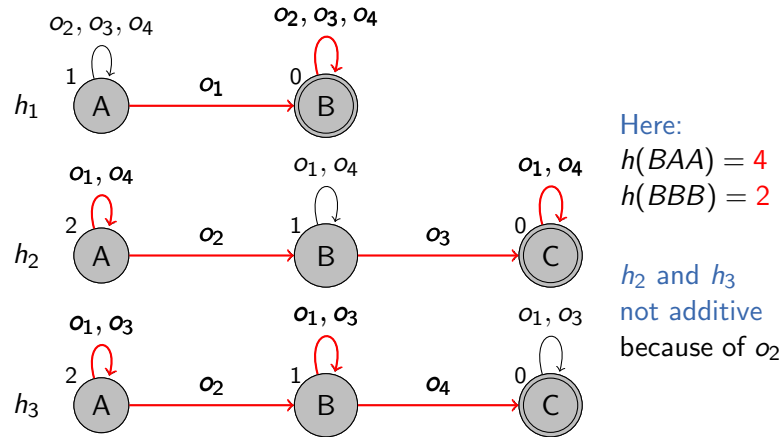 o₂, o₃, o₄ o₂, o₃, o₄
h₁ 1 A o₁ 0 B
Here:
h(BAA) = 4
h(BBB) = 2
o₁, o₄ o₁, o₄ o₁, o₄
h₂ 2 A o₂ 1 B o₃ 0 C
h₂ and h₃
not additive
because of o₂
o₁, o₃ o₁, o₃ o₁, o₃
h₃ 2 A o₂ 1 B o₄ 0 C